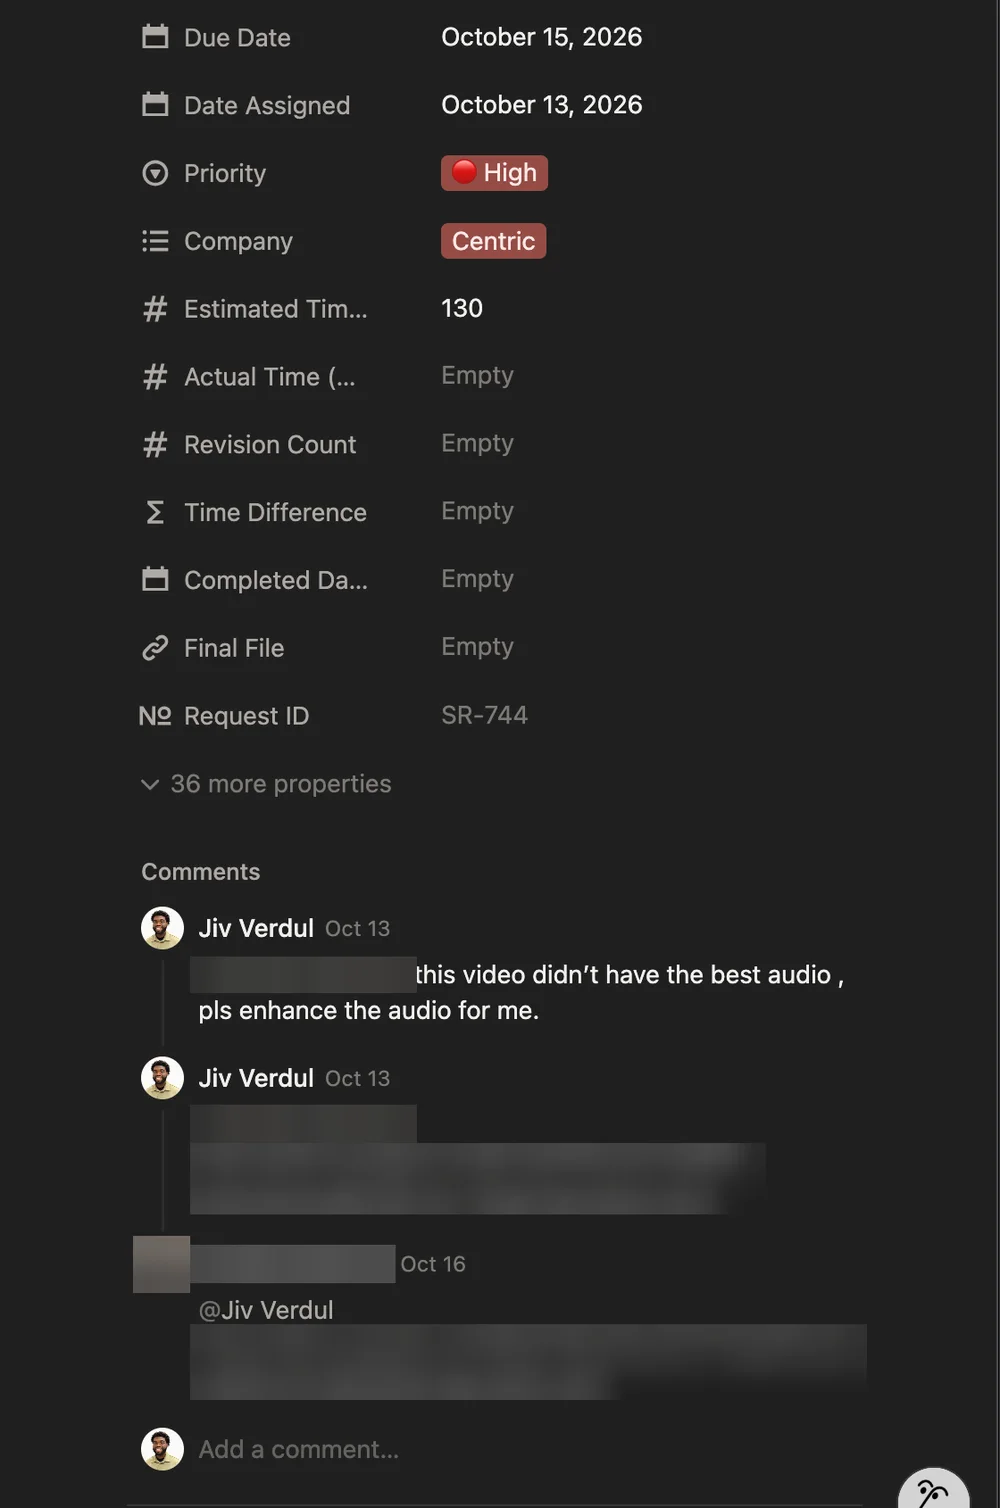 Due Date October 15, 2026
Date Assigned October 13, 2026
Priority High
Company Centric
Estimated Tim... 130
Actual Time (... Empty
Revision Count Empty
Time Difference Empty
Completed Da... Empty
Final File Empty
Nº Request ID SR-744
36 more properties
Comments
Jiv Verdul Oct 13
this video didn’t have the best audio ,
pls enhance the audio for me.
Jiv Verdul Oct 13
Oct 16
@Jiv Verdul
Add a comment...